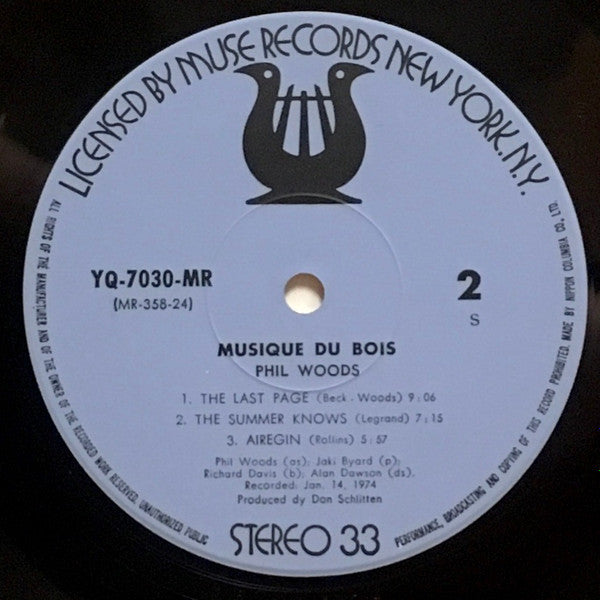 LICENSED BY MUSE RECORDS NEW YORK. N.Y.
YQ-7030-MR
(MR-358-24)
2
S
MUSIQUE DU BOIS
PHIL WOODS
1. THE LAST PAGE (Beck - Woods) 9:06
2. THE SUMMER KNOWS (Legrand) 7:15
3. AIREGIN (Rollins) 5:57
Phil Woods (as); Jaki Byard (p);
Richard Davis (b); Alan Dawson (ds).
Recorded: Jan. 14, 1974
Produced by Don Schlitten
STEREO 33
ALL RIGHTS OF THE MANUFACTURER AND OF THE OWNER OF THE RECORDED WORK RESERVED. UNAUTHORIZED PUBLIC
PERFORMANCE, BROADCASTING AND COPYING OF THIS RECORD PROHIBITED. MADE BY NIPPON COLUMBIA CO., LTD.